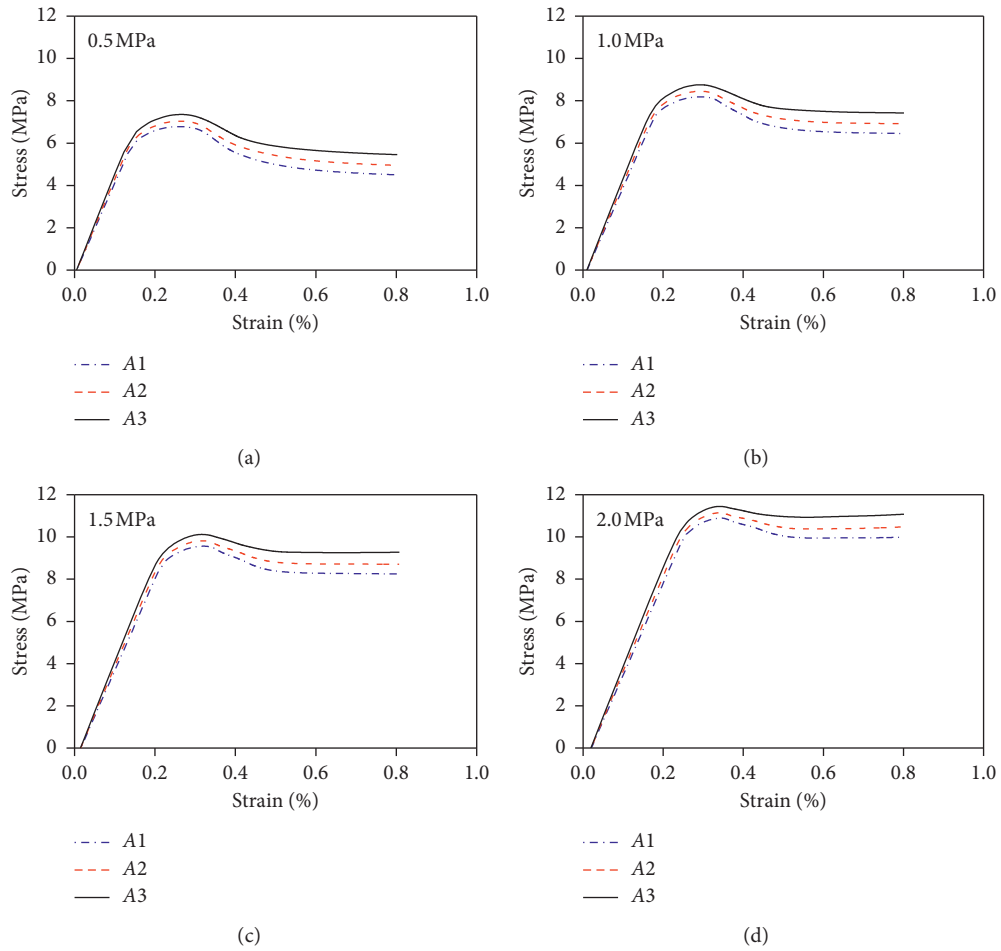 12
10
8
6
4
2
0
Stress (MPa)
0.5 MPa
0.0 0.2 0.4 0.6 0.8 1.0
Strain (%)
A1
A2
A3
(a)
12
10
8
6
4
2
0
Stress (MPa)
1.0 MPa
0.0 0.2 0.4 0.6 0.8 1.0
Strain (%)
A1
A2
A3
(b)
12
10
8
6
4
2
0
Stress (MPa)
1.5 MPa
0.0 0.2 0.4 0.6 0.8 1.0
Strain (%)
A1
A2
A3
(c)
12
10
8
6
4
2
0
Stress (MPa)
2.0 MPa
0.0 0.2 0.4 0.6 0.8 1.0
Strain (%)
A1
A2
A3
(d)